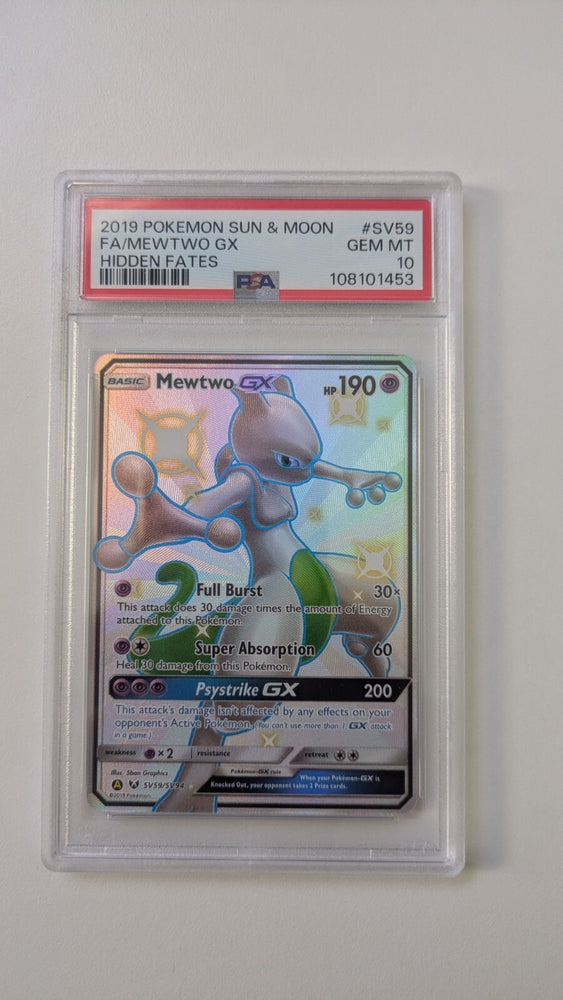 2019 POKEMON SUN & MOON #SV59
FA/MEWTWO GX GEM MT
HIDDEN FATES 10
PSA 108101453
BASIC Mewtwo GX HP 190
Full Burst 30×
This attack does 30 damage times the amount of Energy
attached to this Pokémon.
Super Absorption 60
Heal 30 damage from this Pokémon.
Psystrike GX 200
This attack's damage isn't affected by any effects on your
opponent's Active Pokémon. (You can't use more than 1 GX attack
in a game.)
weakness ×2 resistance retreat
Illus. 5ban Graphics
A SV59/SV94
©2019 Pokémon
Pokémon-GX rule
When your Pokémon-GX is
Knocked Out, your opponent takes 2 Prize cards.